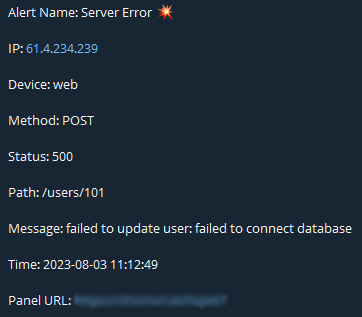 Alert Name: Server Error 💥
IP: 61.4.234.239
Device: web
Method: POST
Status: 500
Path: /users/101
Message: failed to update user: failed to connect database
Time: 2023-08-03 11:12:49
Panel URL: